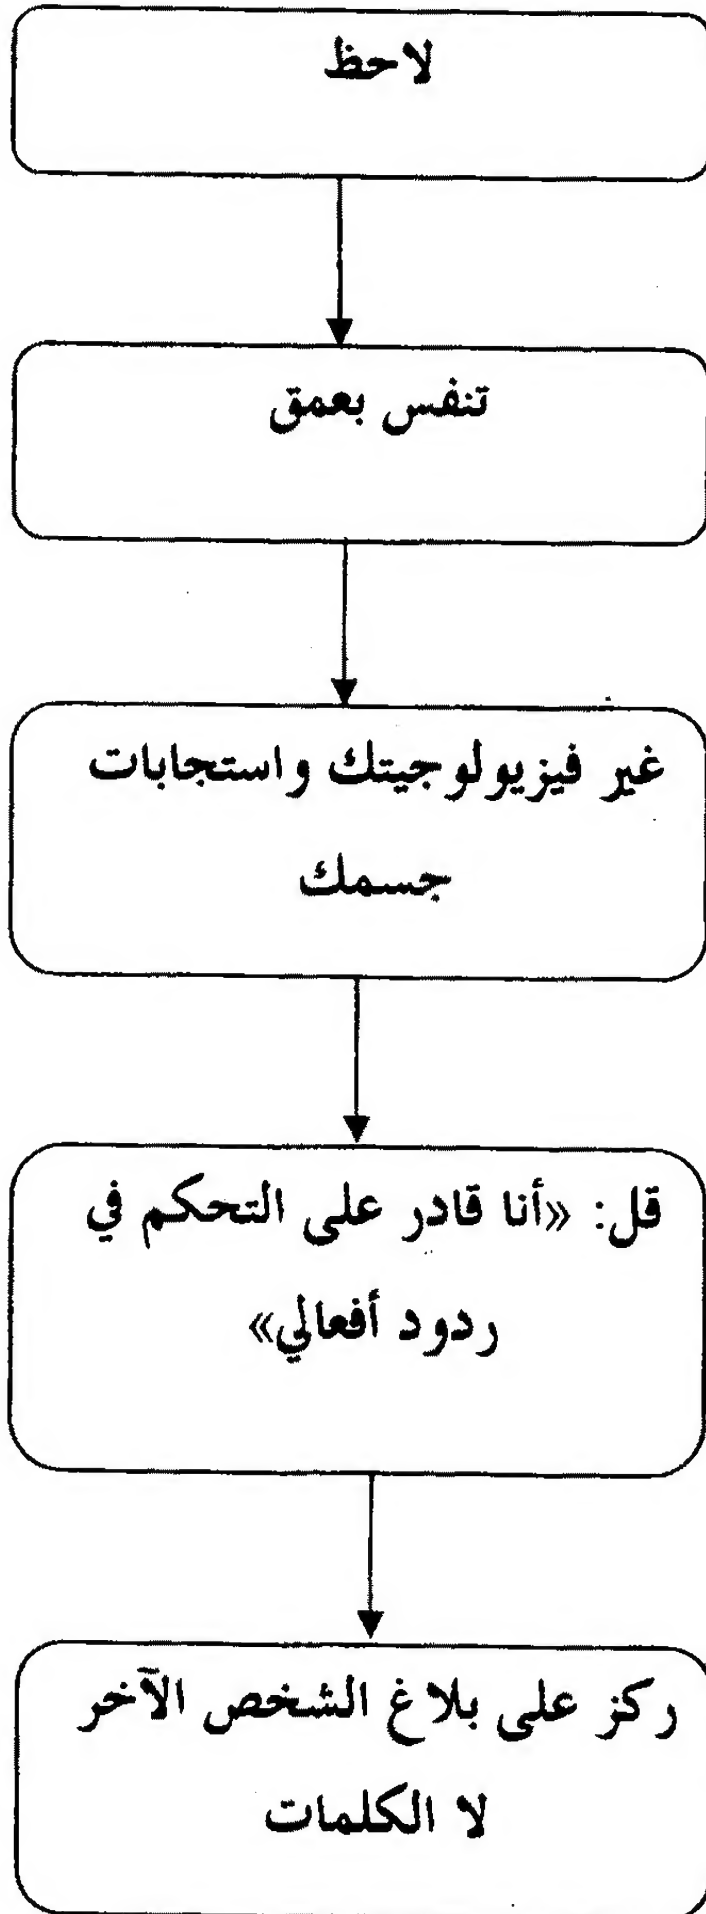 لاحظ
تنفس بعمق
غير فيزيولوجيتك واستجابات
جسمك
قل: «أنا قادر على التحكم في
ردود أفعالي»
ركز على بلاغ الشخص الآخر
لا الكلمات